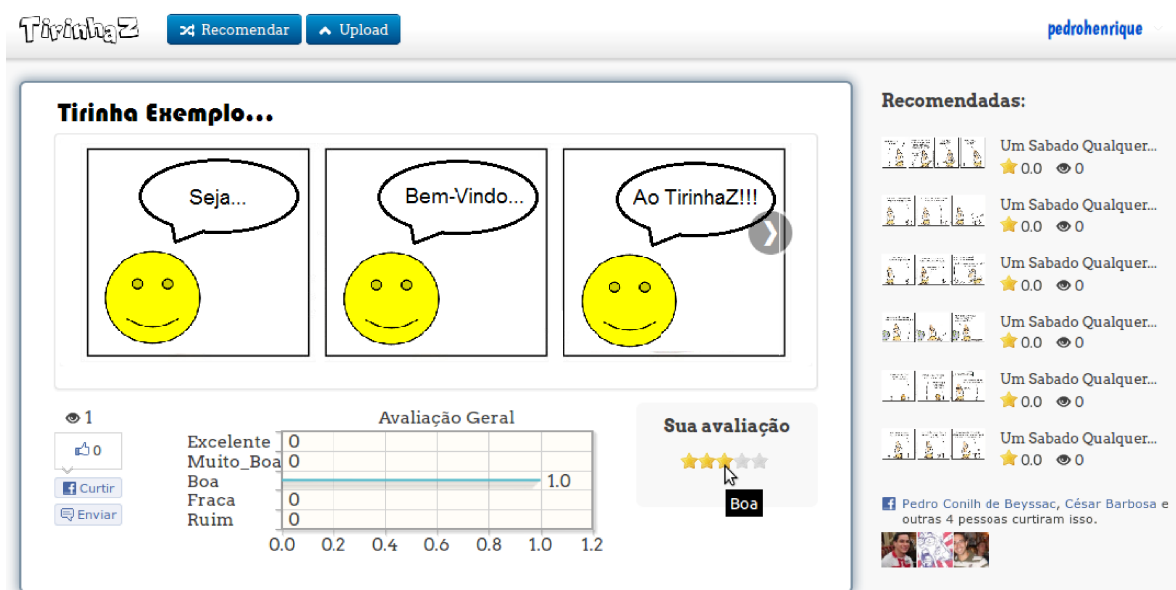 TirinhaZ
Recomendar
Upload
pedrohenrique
Tirinha Exemplo...
Seja...
Bem-Vindo...
Ao TirinhaZ!!!
1
0
Curtir
Enviar
Avaliação Geral
Excelente 0
Muito_Boa 0
Boa 1.0
Fraca 0
Ruim 0
0.0 0.2 0.4 0.6 0.8 1.0 1.2
Sua avaliação
Boa
Recomendadas:
Um Sabado Qualquer...
0.0 0
Um Sabado Qualquer...
0.0 0
Um Sabado Qualquer...
0.0 0
Um Sabado Qualquer...
0.0 0
Um Sabado Qualquer...
0.0 0
Um Sabado Qualquer...
0.0 0
Pedro Conilh de Beyssac, César Barbosa e
outras 4 pessoas curtiram isso.